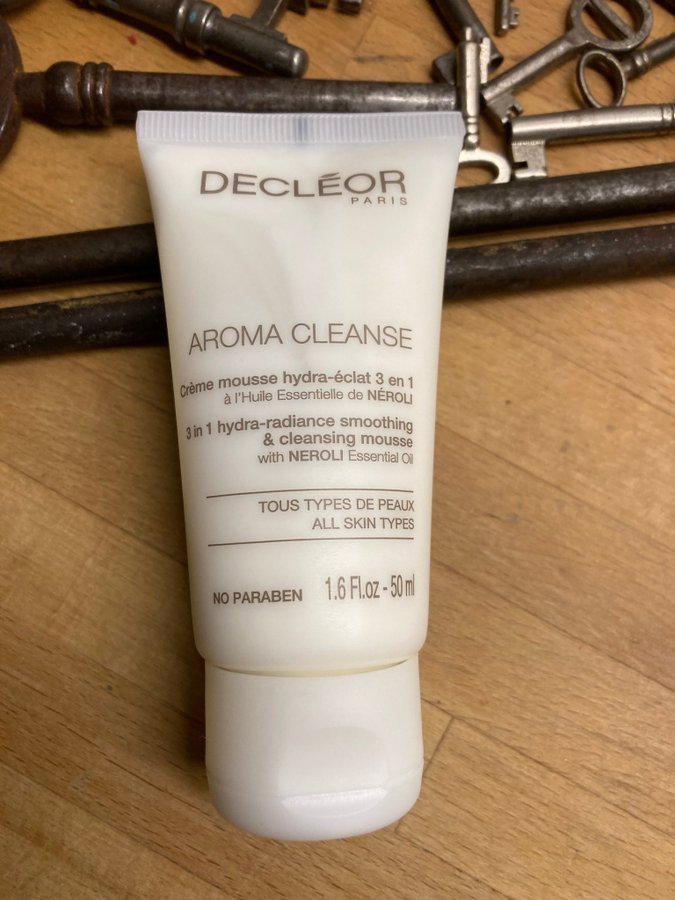 DECLÉOR
PARIS
AROMA CLEANSE
Crème mousse hydra-éclat 3 en 1
à l'Huile Essentielle de NÉROLI
3 in 1 hydra-radiance smoothing
& cleansing mousse
with NEROLI Essential Oil
TOUS TYPES DE PEAUX
ALL SKIN TYPES
NO PARABEN 1.6 Fl.oz - 50 ml